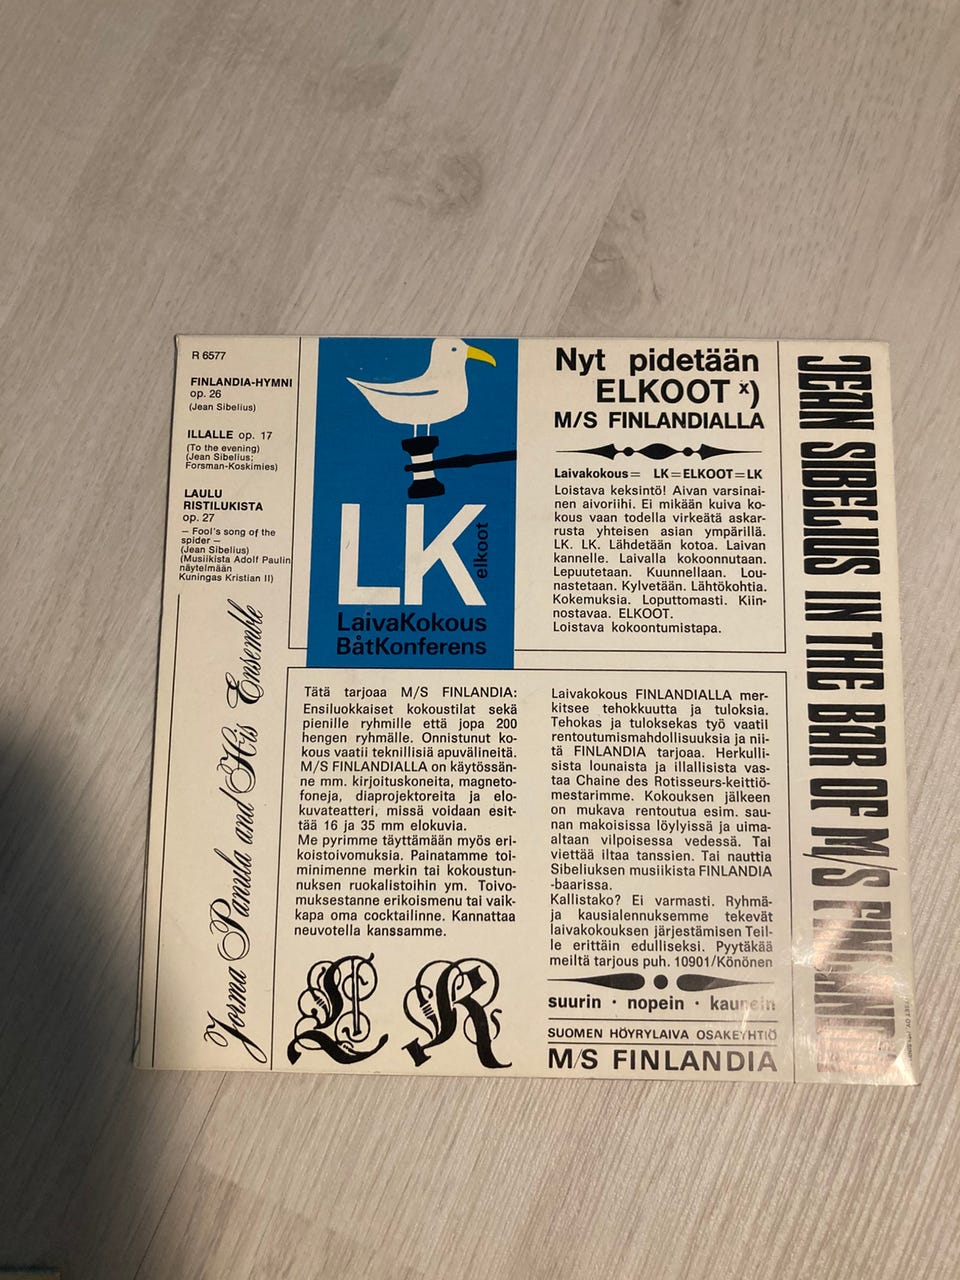 R 6577
FINLANDIA-HYMNI
op. 26
(Jean Sibelius)
ILLALLE op. 17
(To the evening)
(Jean Sibelius;
Forsman-Koskimies)
LAULU
RISTILUKISTA
op. 27
— Fool's song of the
spider —
(Jean Sibelius)
(Musiikista Adolf Paulin
näytelmään
Kuningas Kristian II)
Jorma Panula and His Ensemble
LK
elkoot
LaivaKokous
BåtKonferens
Nyt pidetään
ELKOOT x)
M/S FINLANDIALLA
Laivakokous= LK=ELKOOT=LK
Loistava keksintö! Aivan varsinai-
nen aivoriihi. Ei mikään kuiva ko-
kous vaan todella virkeätä askar-
rusta yhteisen asian ympärillä.
LK. LK. Lähdetään kotoa. Laivan
kannelle. Laivalla kokoonnutaan.
Lepuutetaan. Kuunnellaan. Lou-
nastetaan. Kylvetään. Lähtökohtia.
Kokemuksia. Loputtomasti. Kiin-
nostavaa. ELKOOT.
Loistava kokoontumistapa.
Tätä tarjoaa M/S FINLANDIA:
Ensiluokkaiset kokoustilat sekä
pienille ryhmille että jopa 200
hengen ryhmälle. Onnistunut ko-
kous vaatii teknillisiä apuvälineitä.
M/S FINLANDIALLA on käytössän-
ne mm. kirjoituskoneita, magneto-
foneja, diaprojektoreita ja elo-
kuvateatteri, missä voidaan esit-
tää 16 ja 35 mm elokuvia.
Me pyrimme täyttämään myös eri-
koistoivomuksia. Painatamme toi-
miminenne merkin tai kokoustun-
nuksen ruokalistoihin ym. Toivo-
muksestanne erikoismenu tai vaik-
kapa oma cocktailinne. Kannattaa
neuvotella kanssamme.
LK
Laivakokous FINLANDIALLA mer-
kitsee tehokkuutta ja tuloksia.
Tehokas ja tuloksekas työ vaatii
rentoutumismahdollisuuksia ja nii-
tä FINLANDIA tarjoaa. Herkulli-
sista lounaista ja illallisista vas-
taa Chaine des Rotisseurs-keittiö-
mestarimme. Kokouksen jälkeen
on mukava rentoutua esim. sau-
nan makoisissa löylyissä ja uima-
altaan vilpoisessa vedessä. Tai
viettää iltaa tanssien. Tai nauttia
Sibeliuksen musiikista FINLANDIA
-baarissa.
Kallistako? Ei varmasti. Ryhmä-
ja kausialennuksemme tekevät
laivakokouksen järjestämisen Teil-
le erittäin edulliseksi. Pyytäkää
meiltä tarjous puh. 10901/Könönen
suurin · nopein · kaunein
SUOMEN HÖYRYLAIVA OSAKEYHTIÖ
M/S FINLANDIA
JEAN SIBELIUS IN THE BAR OF M/S FINLANDIA